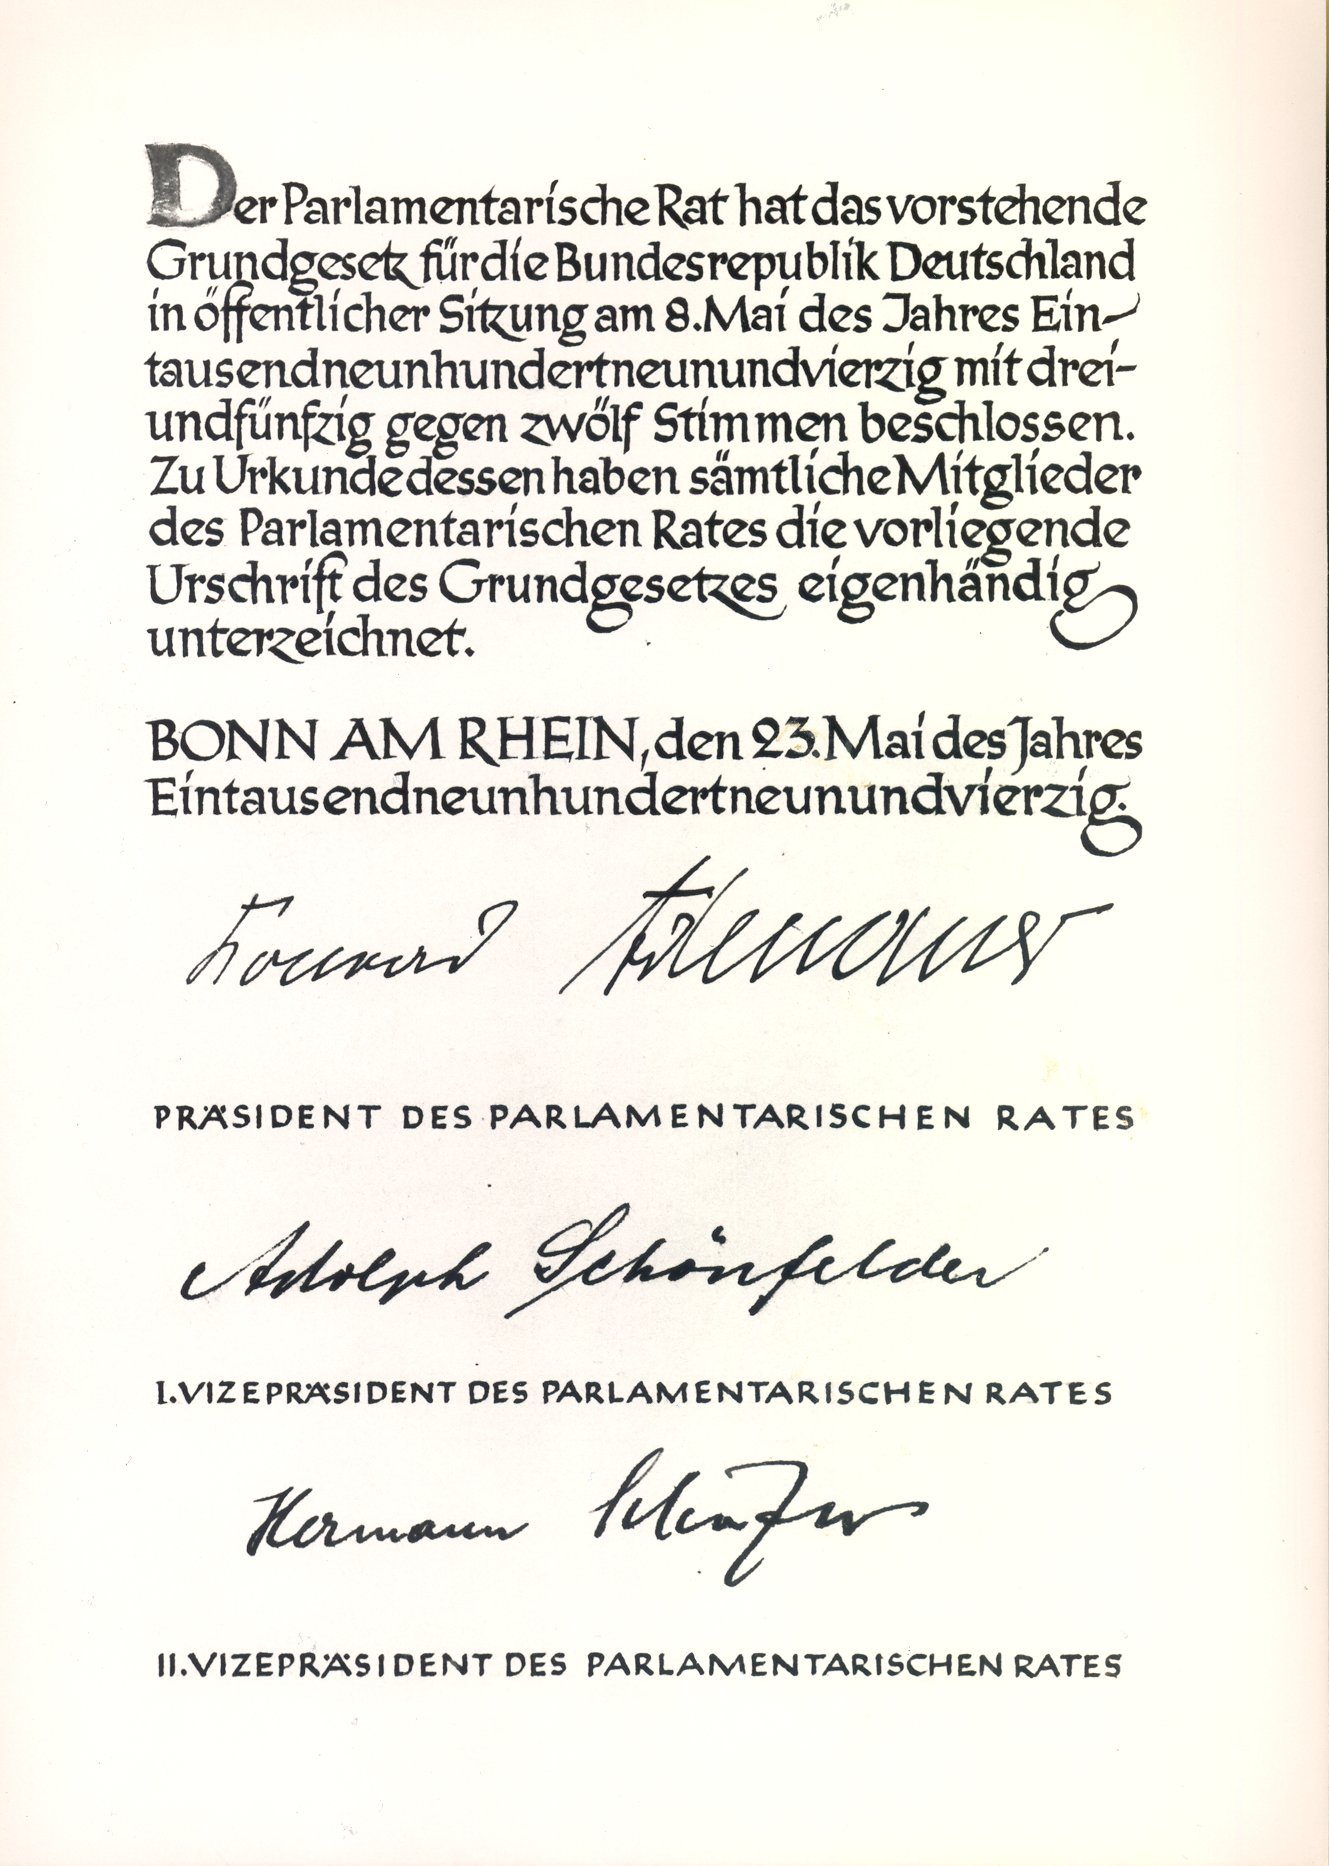 Der Parlamentarische Rat hat das vorstehende
Grundgesetz für die Bundesrepublik Deutschland
in öffentlicher Sitzung am 8. Mai des Jahres Ein-
tausendneunhundertneunundvierzig mit drei-
undfünfzig gegen zwölf Stimmen beschlossen.
Zu Urkunde dessen haben sämtliche Mitglieder
des Parlamentarischen Rates die vorliegende
Urschrift des Grundgesetzes eigenhändig
unterzeichnet.
BONN AM RHEIN, den 23. Mai des Jahres
Eintausendneunhundertneunundvierzig.
Konrad Adenauer
PRÄSIDENT DES PARLAMENTARISCHEN RATES
Adolph Schönfelder
I. VIZEPRÄSIDENT DES PARLAMENTARISCHEN RATES
Hermann Schäfer
II. VIZEPRÄSIDENT DES PARLAMENTARISCHEN RATES